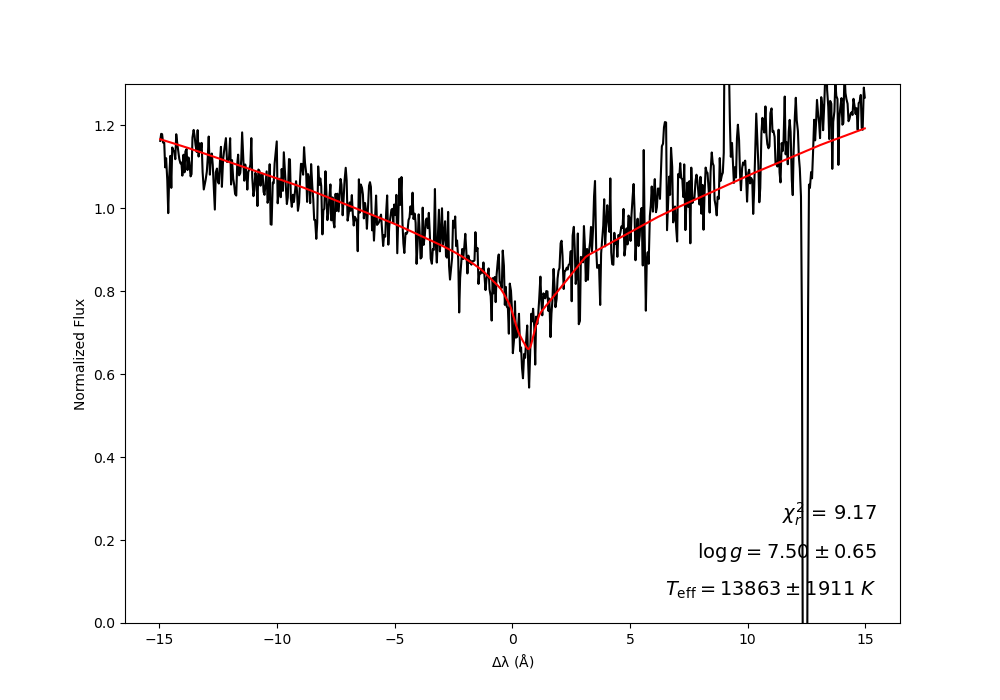 1.2
1.0
0.8
0.6
0.4
0.2
0.0
Normalized Flux
χ²ᵣ = 9.17
log g = 7.50 ± 0.65
T_eff = 13863 ± 1911 K
−15 −10 −5 0 5 10 15
Δλ (Å)